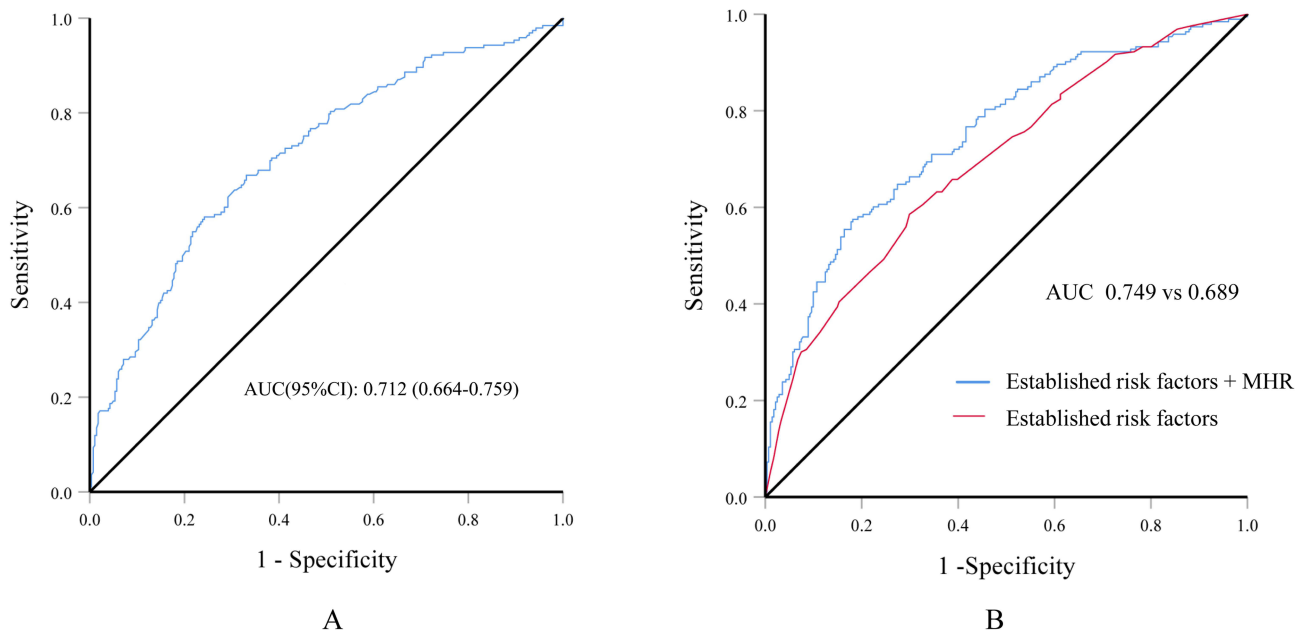 1.0
0.8
0.6
0.4
0.2
0.0
0.0 0.2 0.4 0.6 0.8 1.0
Sensitivity
1 - Specificity
AUC(95%CI): 0.712 (0.664-0.759)
A
1.0
0.8
0.6
0.4
0.2
0.0
0.0 0.2 0.4 0.6 0.8 1.0
Sensitivity
1 -Specificity
AUC 0.749 vs 0.689
Established risk factors + MHR
Established risk factors
B